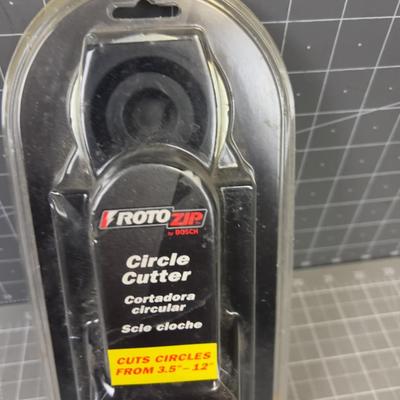 ROTOZIP
by BOSCH
Circle
Cutter
Cortadora
circular
Scie cloche
CUTS CIRCLES
FROM 3.5"–12"